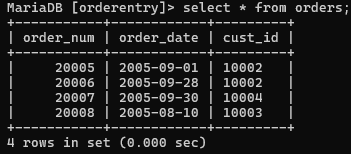 MariaDB [orderentry]> select * from orders;
+-----------+------------+---------+
| order_num | order_date | cust_id |
+-----------+------------+---------+
|     20005 | 2005-09-01 | 10002   |
|     20006 | 2005-09-28 | 10002   |
|     20007 | 2005-09-30 | 10004   |
|     20008 | 2005-08-10 | 10003   |
+-----------+------------+---------+
4 rows in set (0.000 sec)